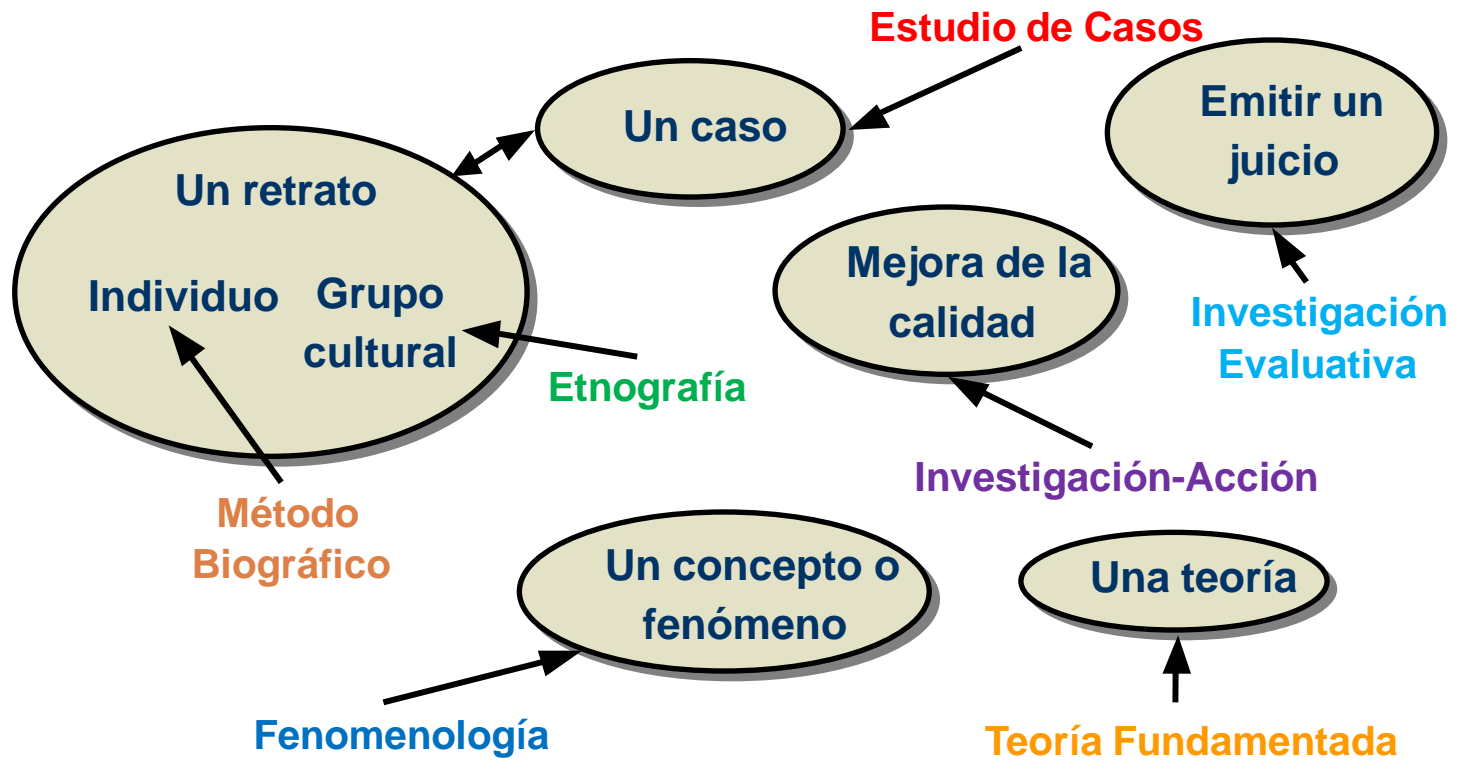 Estudio de Casos
Un caso
Emitir un
juicio
Un retrato
Individuo
Grupo
cultural
Mejora de la
calidad
Investigación
Evaluativa
Etnografía
Investigación-Acción
Método
Biográfico
Un concepto o
fenómeno
Una teoría
Fenomenología
Teoría Fundamentada